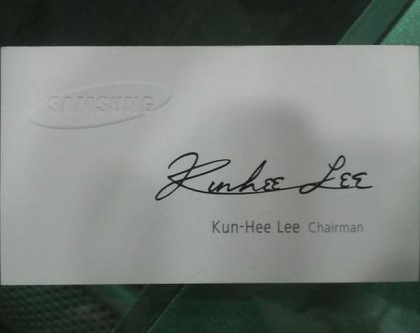 SAMSUNG
Kunhee Lee
Kun-Hee Lee Chairman